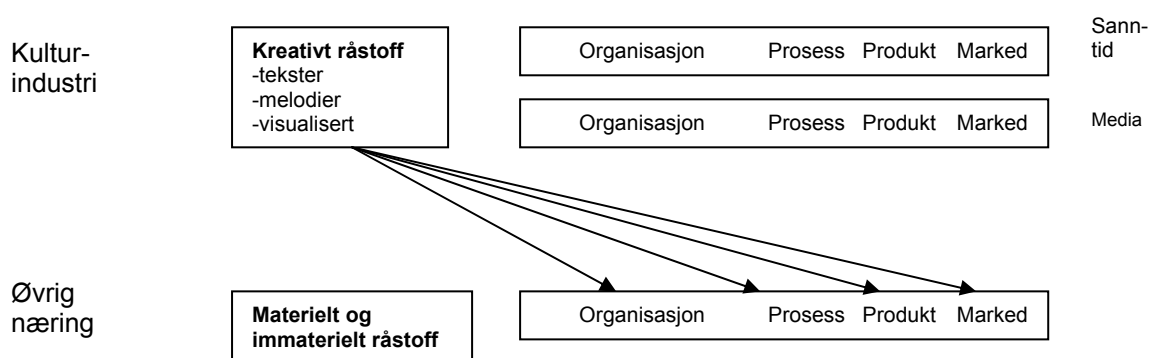 Kultur-
industri
Kreativt råstoff
-tekster
-melodier
-visualisert
Organisasjon Prosess Produkt Marked
Sann-
tid
Organisasjon Prosess Produkt Marked
Media
Øvrig
næring
Materielt og
immaterielt råstoff
Organisasjon Prosess Produkt Marked